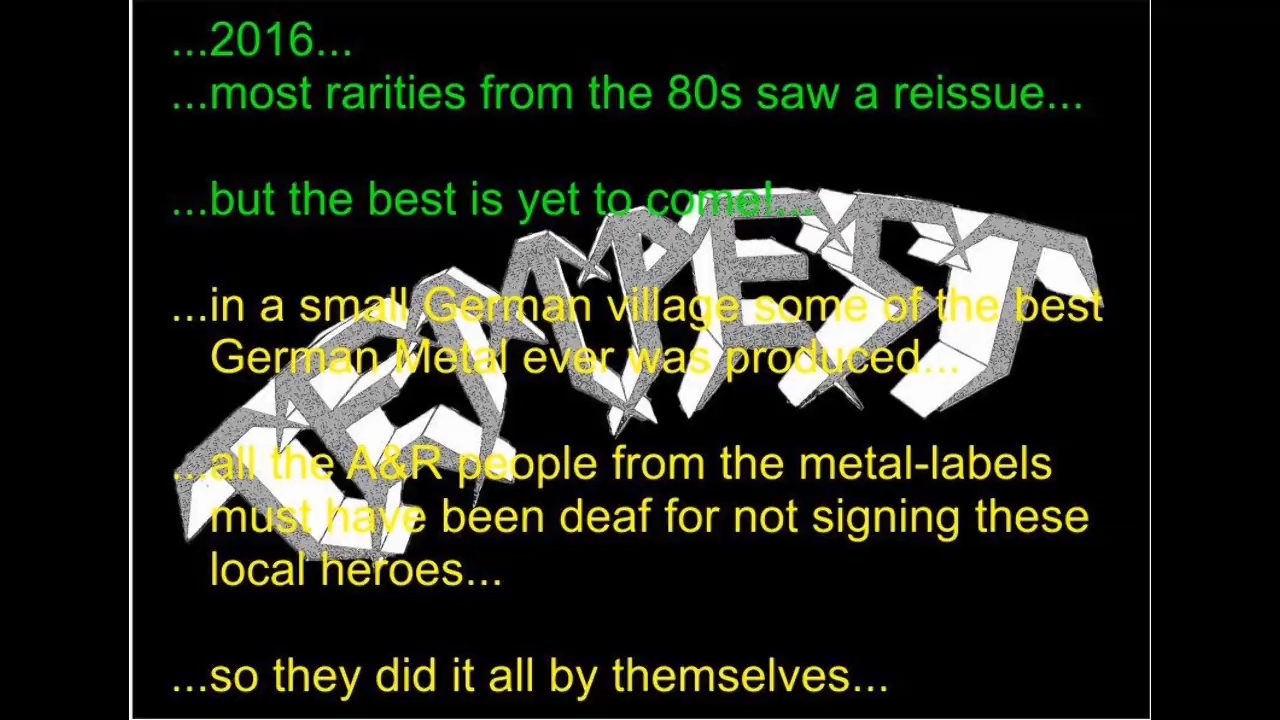 ...2016...
...most rarities from the 80s saw a reissue...
...but the best is yet to come!...
TEMPEST
...in a small German village some of the best
German Metal ever was produced...
...all the A&R people from the metal-labels
must have been deaf for not signing these
local heroes...
...so they did it all by themselves...